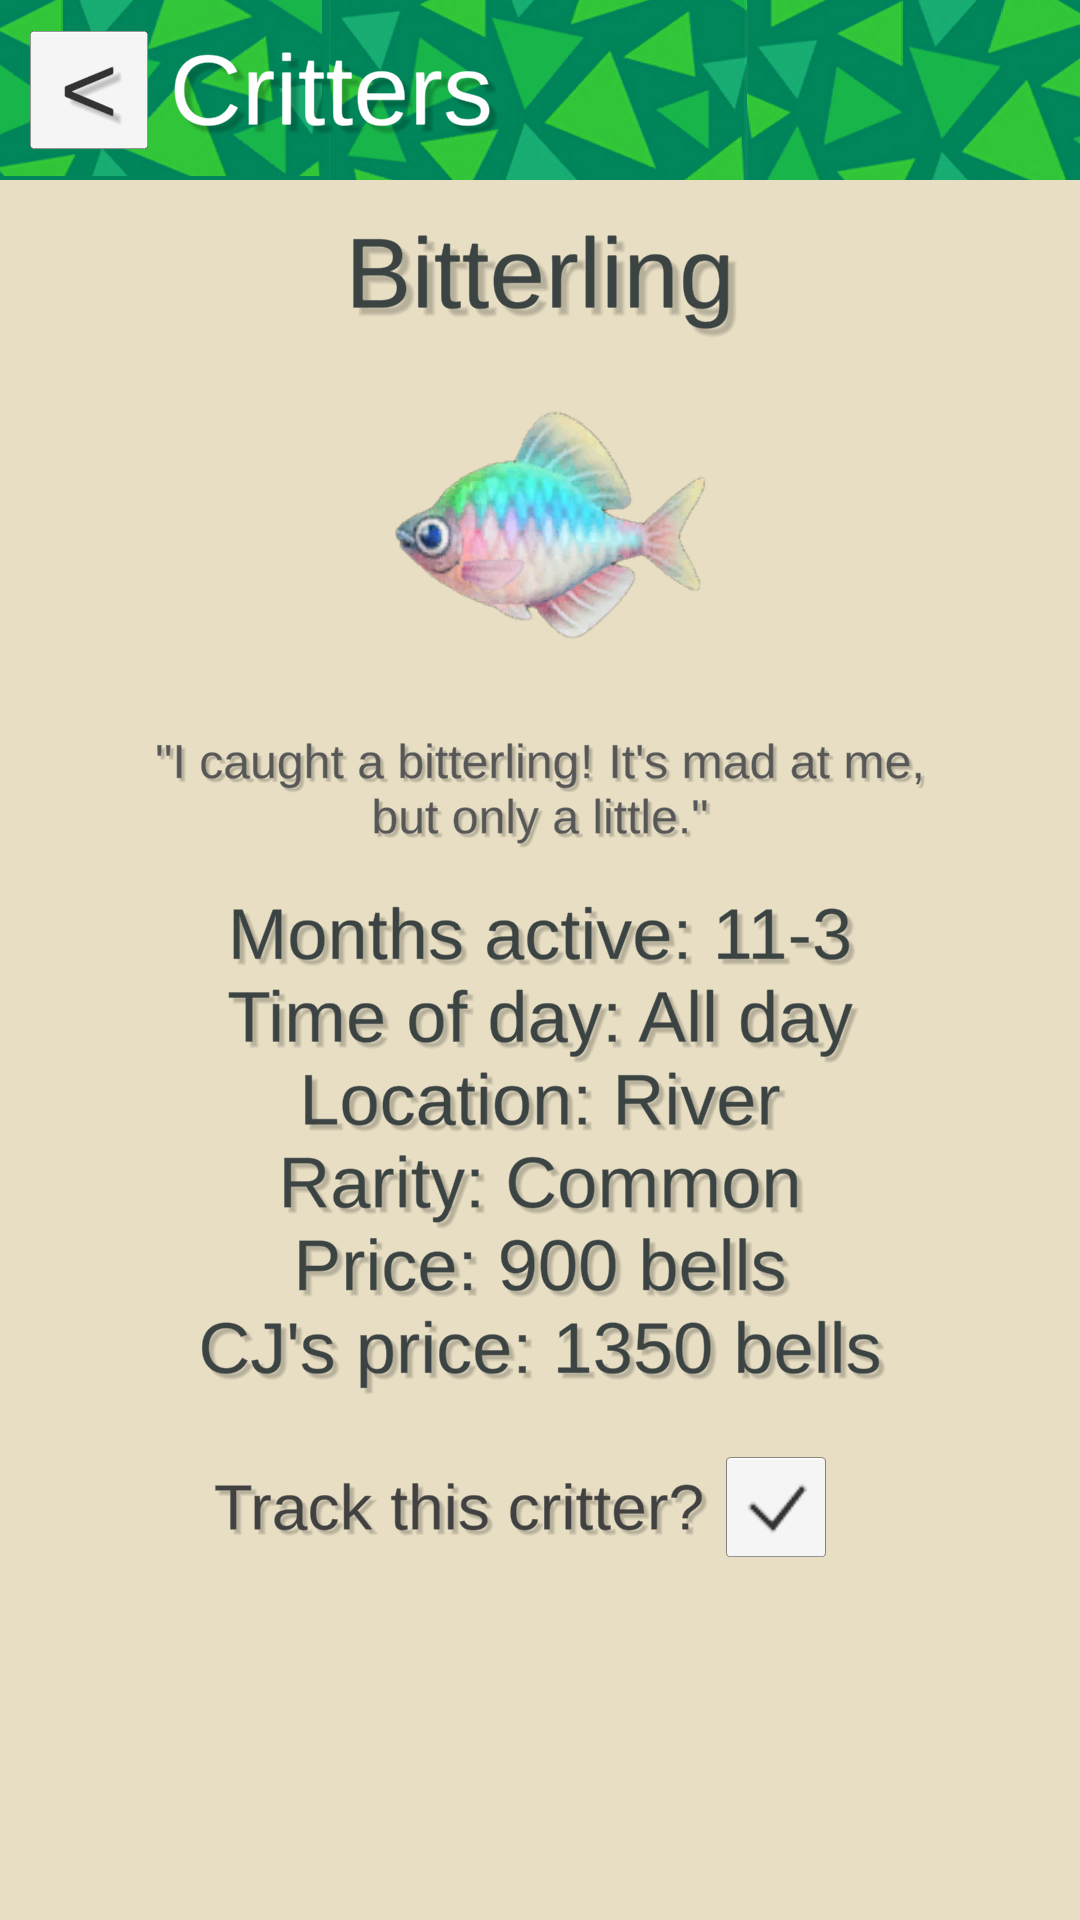 < Critters
Bitterling
"I caught a bitterling! It's mad at me,
but only a little."
Months active: 11-3
Time of day: All day
Location: River
Rarity: Common
Price: 900 bells
CJ's price: 1350 bells
Track this critter?